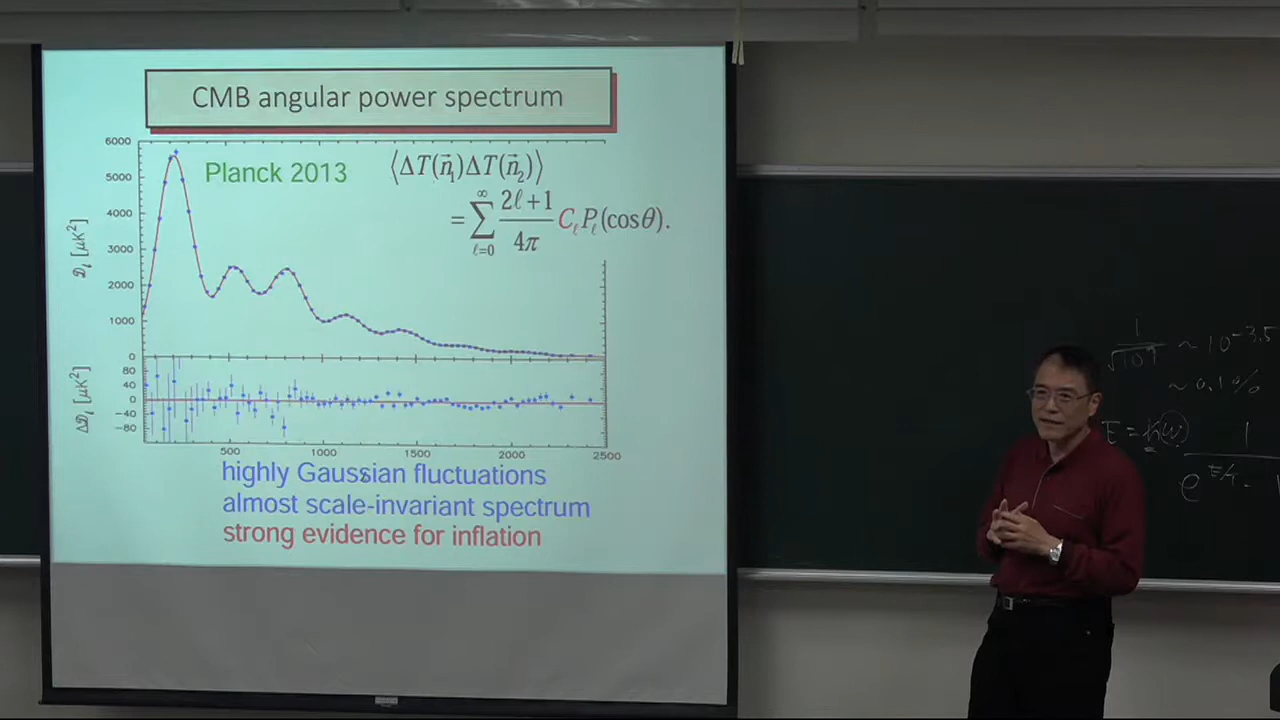 CMB angular power spectrum
Planck 2013
⟨ΔT(n⃗₁)ΔT(n⃗₂)⟩
= ∑_{ℓ=0}^{∞} (2ℓ+1)/(4π) C_ℓ P_ℓ(cosθ).
6000
5000
4000
3000
2000
1000
0
𝒟_l [μK²]
80
40
0
−40
−80
Δ𝒟_l [μK²]
500
1000
1500
2000
2500
highly Gaussian fluctuations
almost scale-invariant spectrum
strong evidence for inflation
~ 10^{-3.5}
~ 0.1%
E =
1
e^{E/T} -